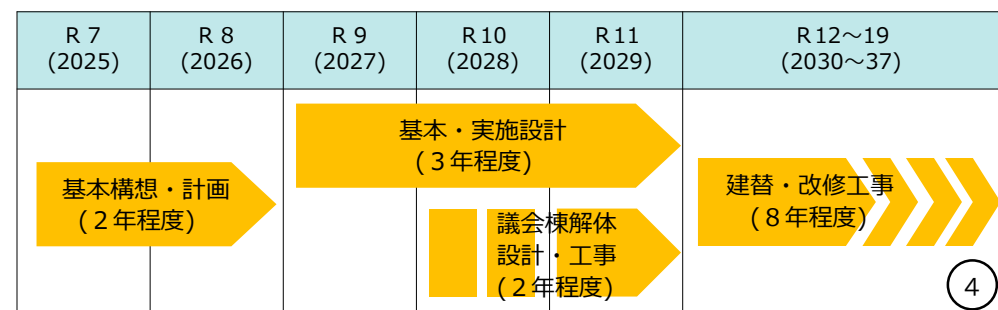 R７
(2025)
R８
(2026)
R９
(2027)
R10
(2028)
R11
(2029)
R12～19
(2030～37)
基本構想・計画
(２年程度)
基本・実施設計
(３年程度)
議会棟解体
設計・工事
(２年程度)
建替・改修工事
(８年程度)
4